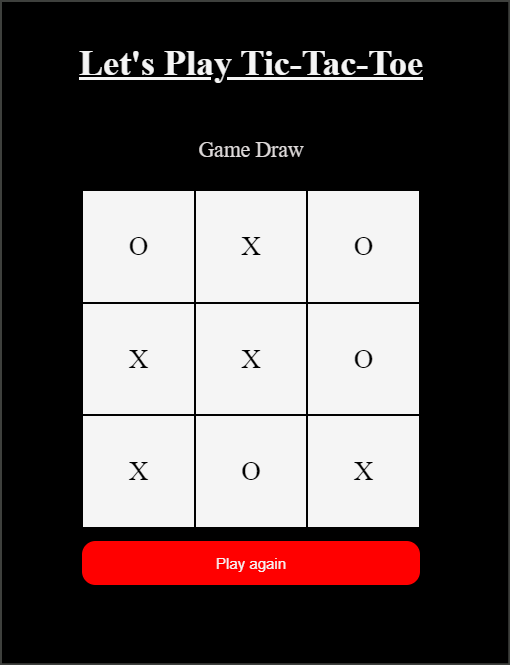 Let's Play Tic-Tac-Toe
Game Draw
O X O
X X O
X O X
Play again